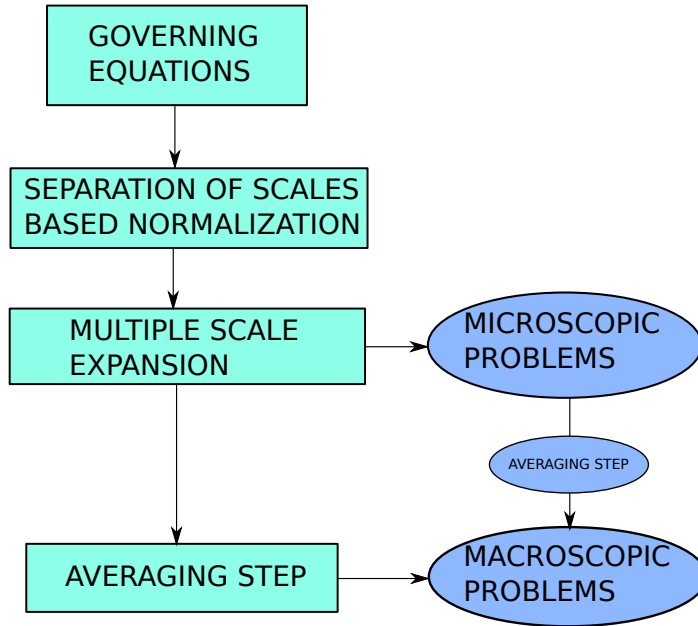 GOVERNING
EQUATIONS
SEPARATION OF SCALES
BASED NORMALIZATION
MULTIPLE SCALE
EXPANSION
MICROSCOPIC
PROBLEMS
AVERAGING STEP
AVERAGING STEP
MACROSCOPIC
PROBLEMS